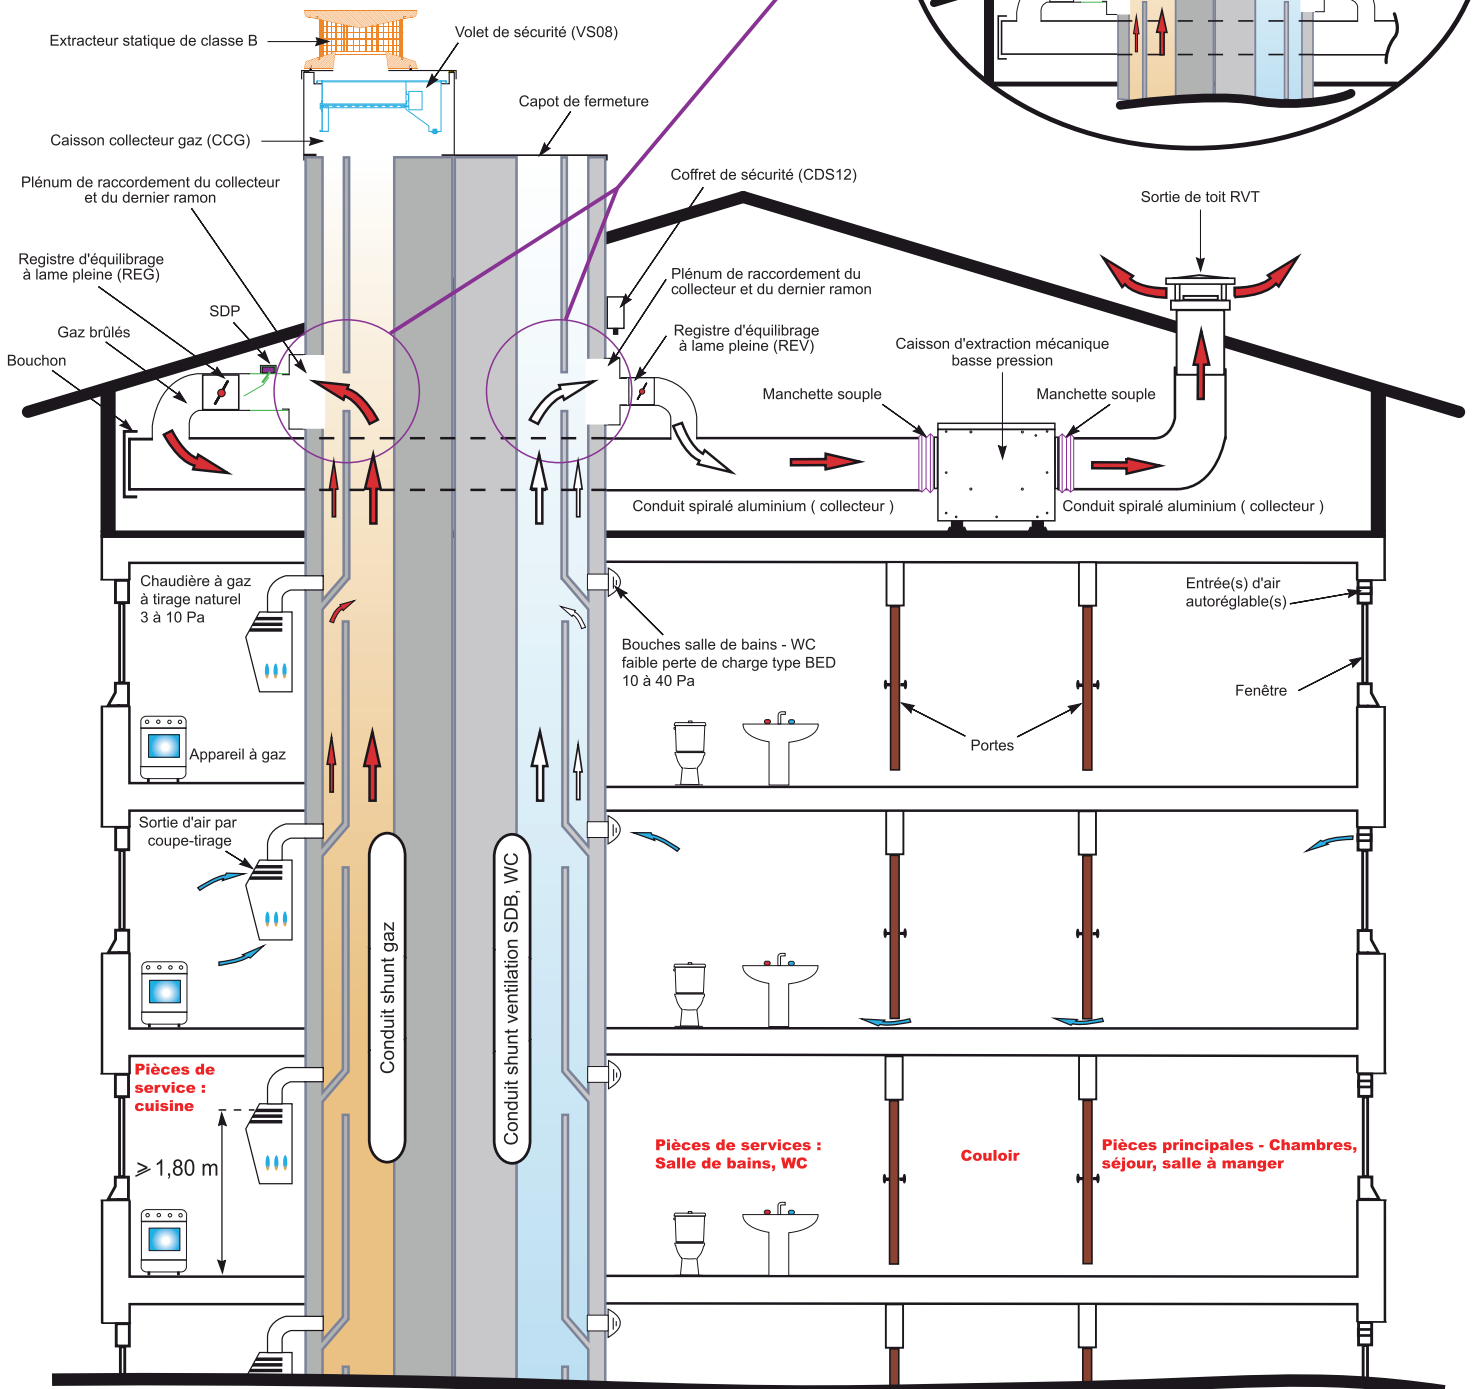 Extracteur statique de classe B
Volet de sécurité (VS08)
Capot de fermeture
Caisson collecteur gaz (CCG)
Plénum de raccordement du collecteur
et du dernier ramon
Coffret de sécurité (CDS12)
Sortie de toit RVT
Registre d'équilibrage
à lame pleine (REG)
Plénum de raccordement du
collecteur et du dernier ramon
SDP
Gaz brûlés
Bouchon
Registre d'équilibrage
à lame pleine (REV)
Caisson d'extraction mécanique
basse pression
Manchette souple
Manchette souple
Conduit spiralé aluminium ( collecteur )
Conduit spiralé aluminium ( collecteur )
Chaudière à gaz
à tirage naturel
3 à 10 Pa
Entrée(s) d'air
autoréglable(s)
Bouches salle de bains - WC
faible perte de charge type BED
10 à 40 Pa
Fenêtre
Portes
Appareil à gaz
Sortie d'air par
coupe-tirage
Conduit shunt gaz
Conduit shunt ventilation SDB, WC
Pièces de
service :
cuisine
⩾ 1,80 m
Pièces de services :
Salle de bains, WC
Couloir
Pièces principales - Chambres,
séjour, salle à manger